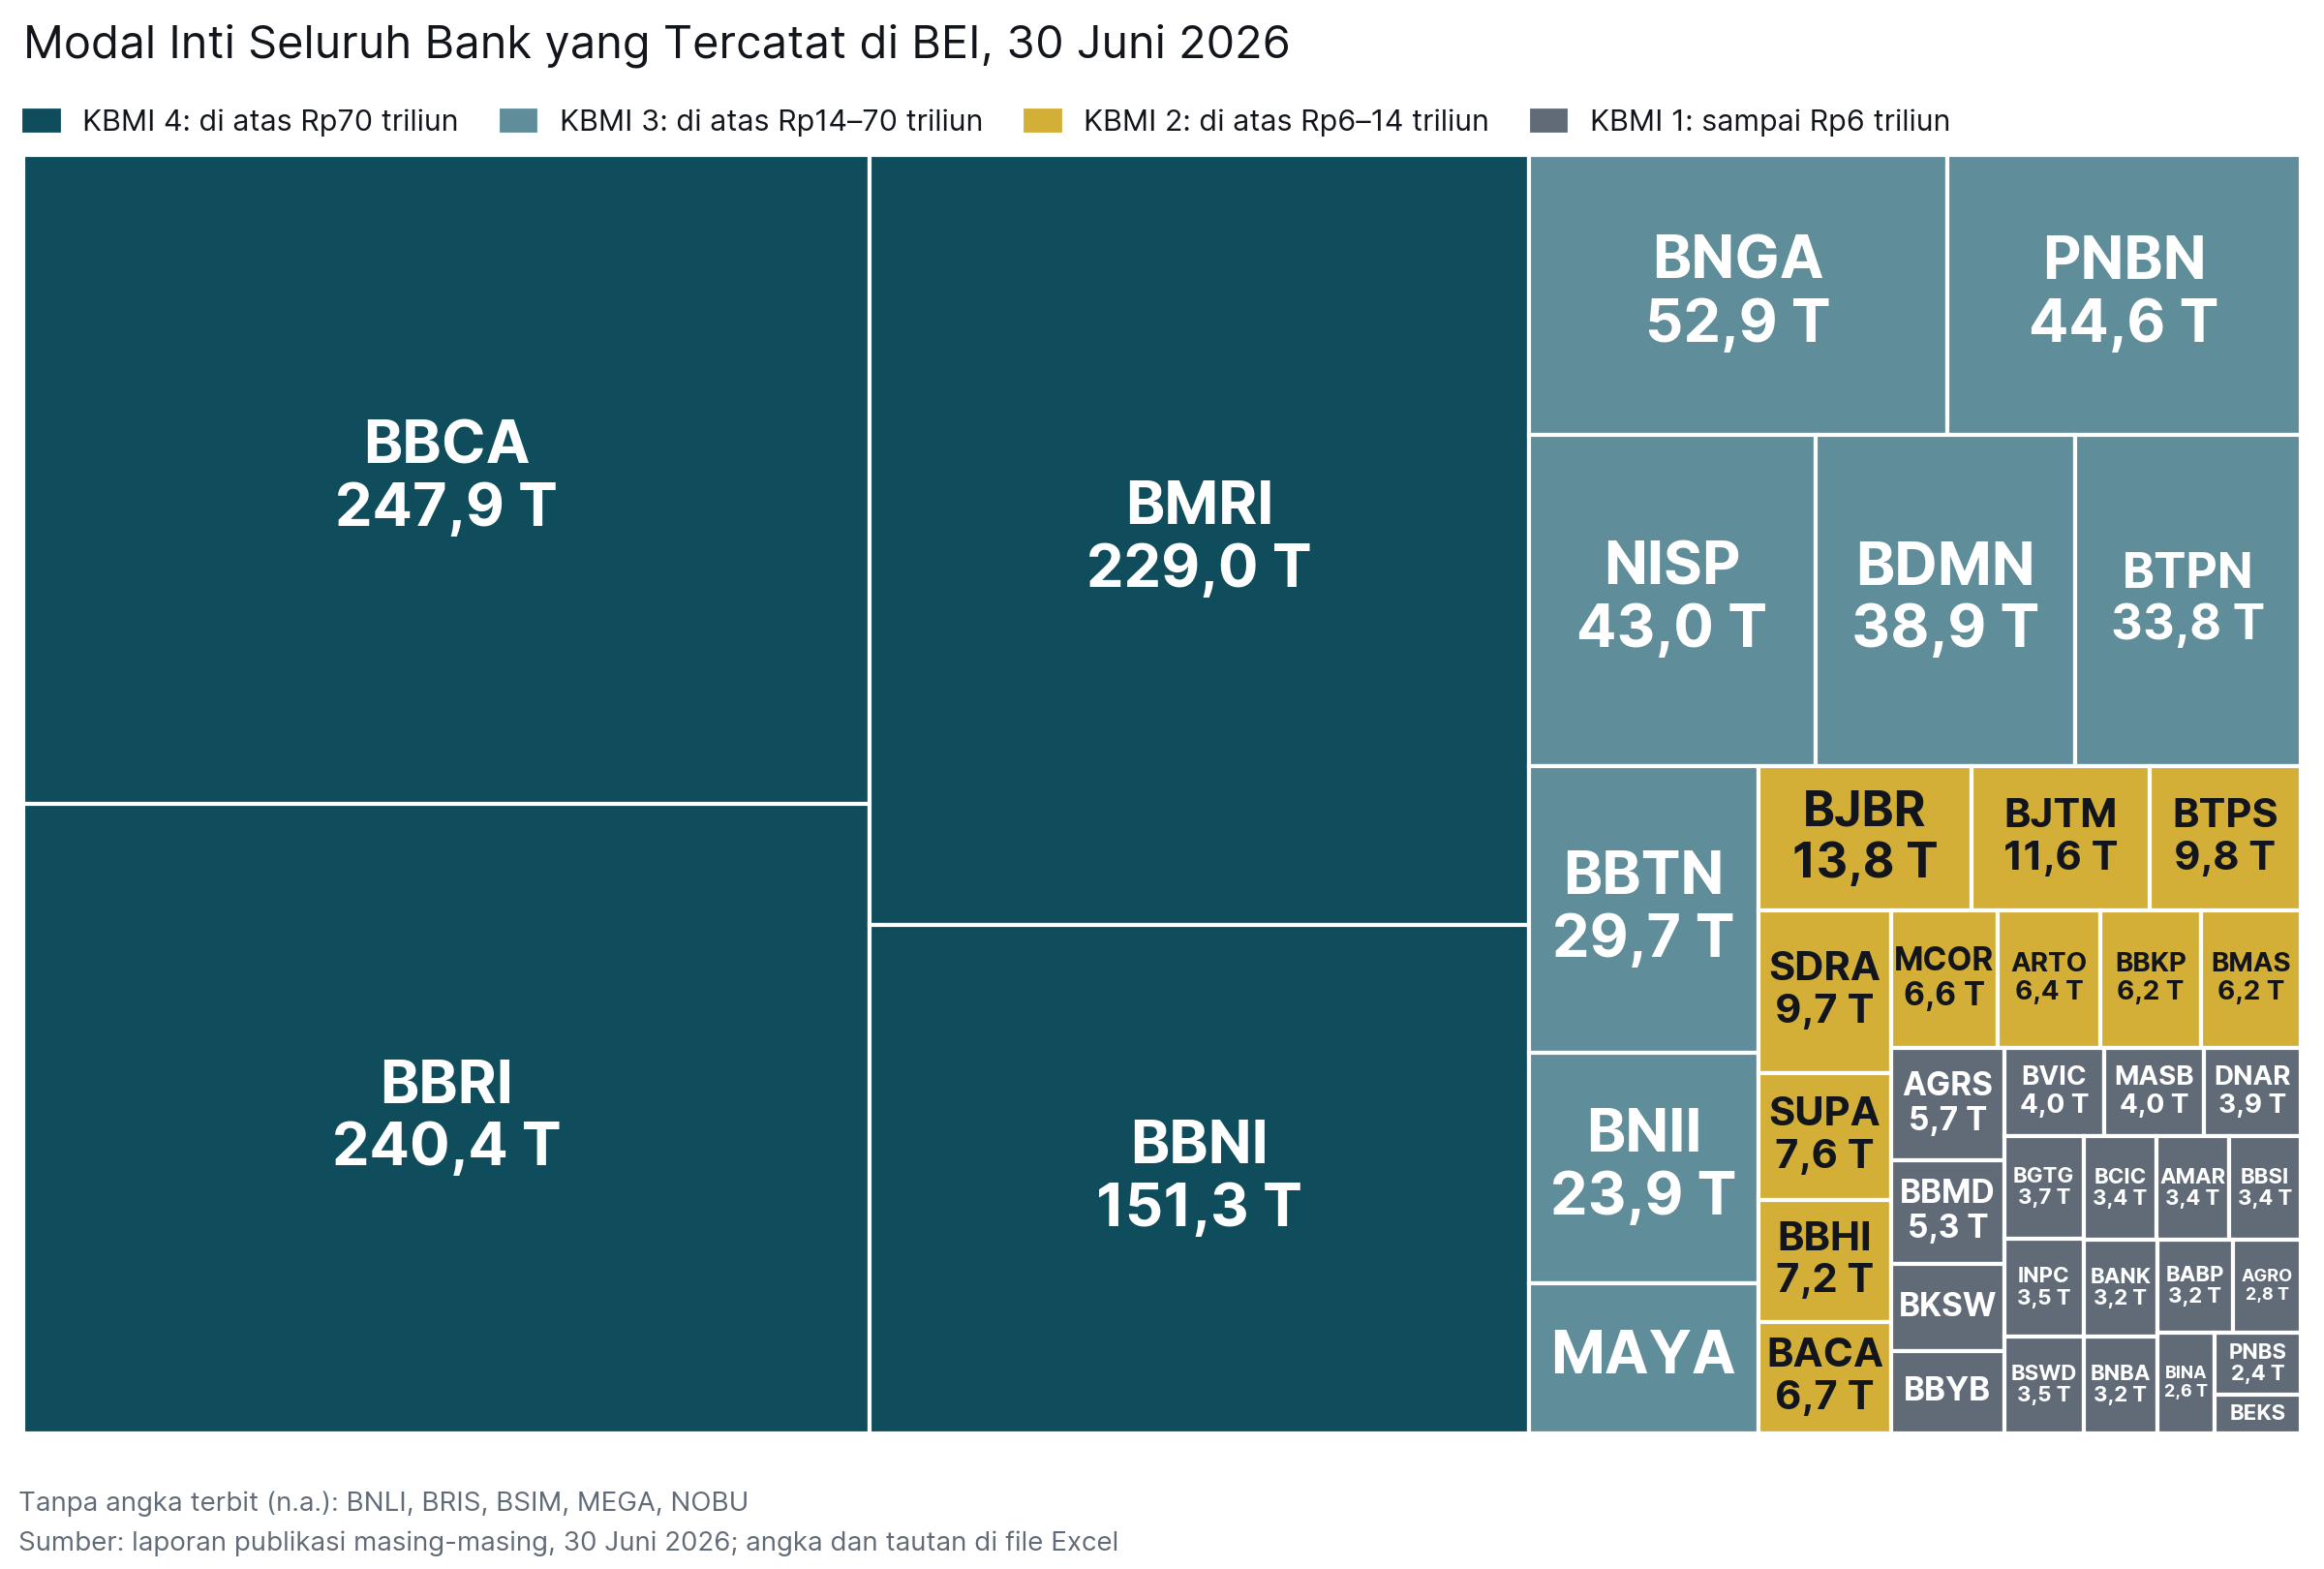 Modal Inti Seluruh Bank yang Tercatat di BEI, 30 Juni 2026
KBMI 4: di atas Rp70 triliun
KBMI 3: di atas Rp14–70 triliun
KBMI 2: di atas Rp6–14 triliun
KBMI 1: sampai Rp6 triliun
BBCA
247,9 T
BBRI
240,4 T
BMRI
229,0 T
BBNI
151,3 T
BNGA
52,9 T
PNBN
44,6 T
NISP
43,0 T
BDMN
38,9 T
BTPN
33,8 T
BBTN
29,7 T
BNII
23,9 T
MAYA
BJBR
13,8 T
BJTM
11,6 T
BTPS
9,8 T
SDRA
9,7 T
SUPA
7,6 T
BBHI
7,2 T
BACA
6,7 T
MCOR
6,6 T
ARTO
6,4 T
BBKP
6,2 T
BMAS
6,2 T
AGRS
5,7 T
BBMD
5,3 T
BKSW
BBYB
BVIC
4,0 T
MASB
4,0 T
DNAR
3,9 T
BGTG
3,7 T
BCIC
3,4 T
AMAR
3,4 T
BBSI
3,4 T
INPC
3,5 T
BANK
3,2 T
BABP
3,2 T
AGRO
2,8 T
BSWD
3,5 T
BNBA
3,2 T
BINA
2,6 T
PNBS
2,4 T
BEKS
Tanpa angka terbit (n.a.): BNLI, BRIS, BSIM, MEGA, NOBU
Sumber: laporan publikasi masing-masing, 30 Juni 2026; angka dan tautan di file Excel